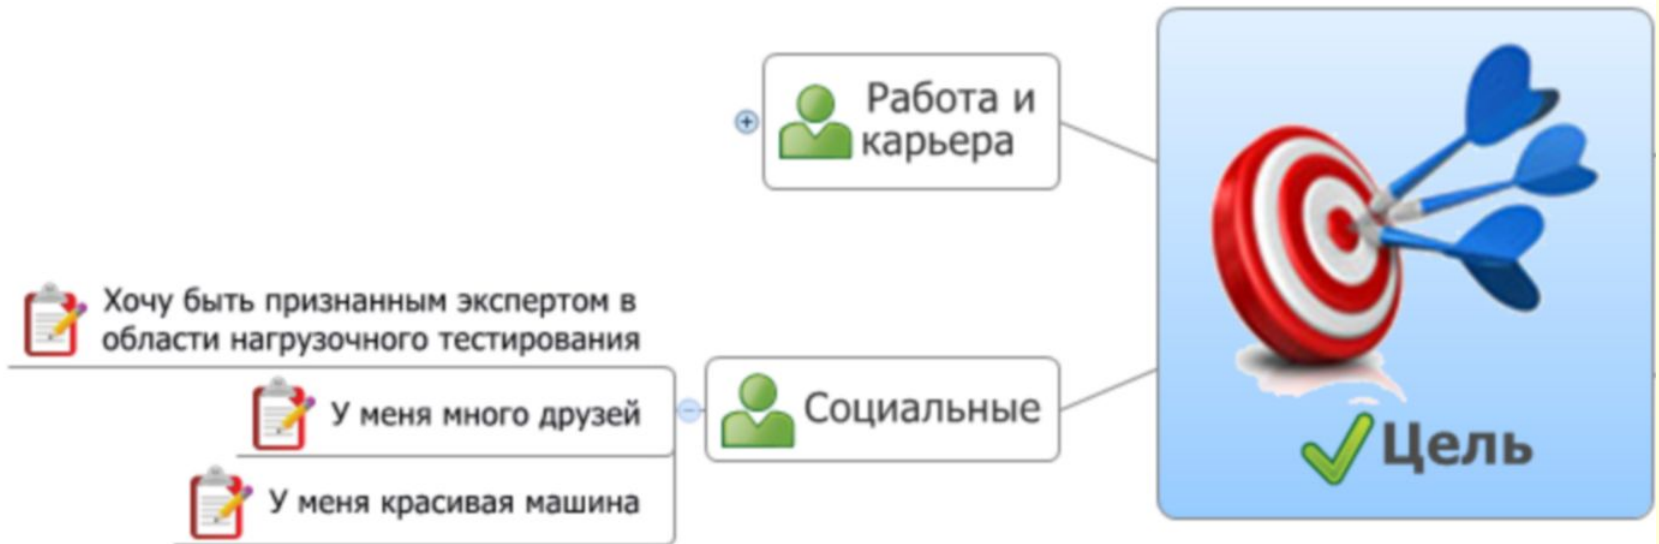 Работа и
карьера
Хочу быть признанным экспертом в
области нагрузочного тестирования
У меня много друзей
Социальные
У меня красивая машина
Цель